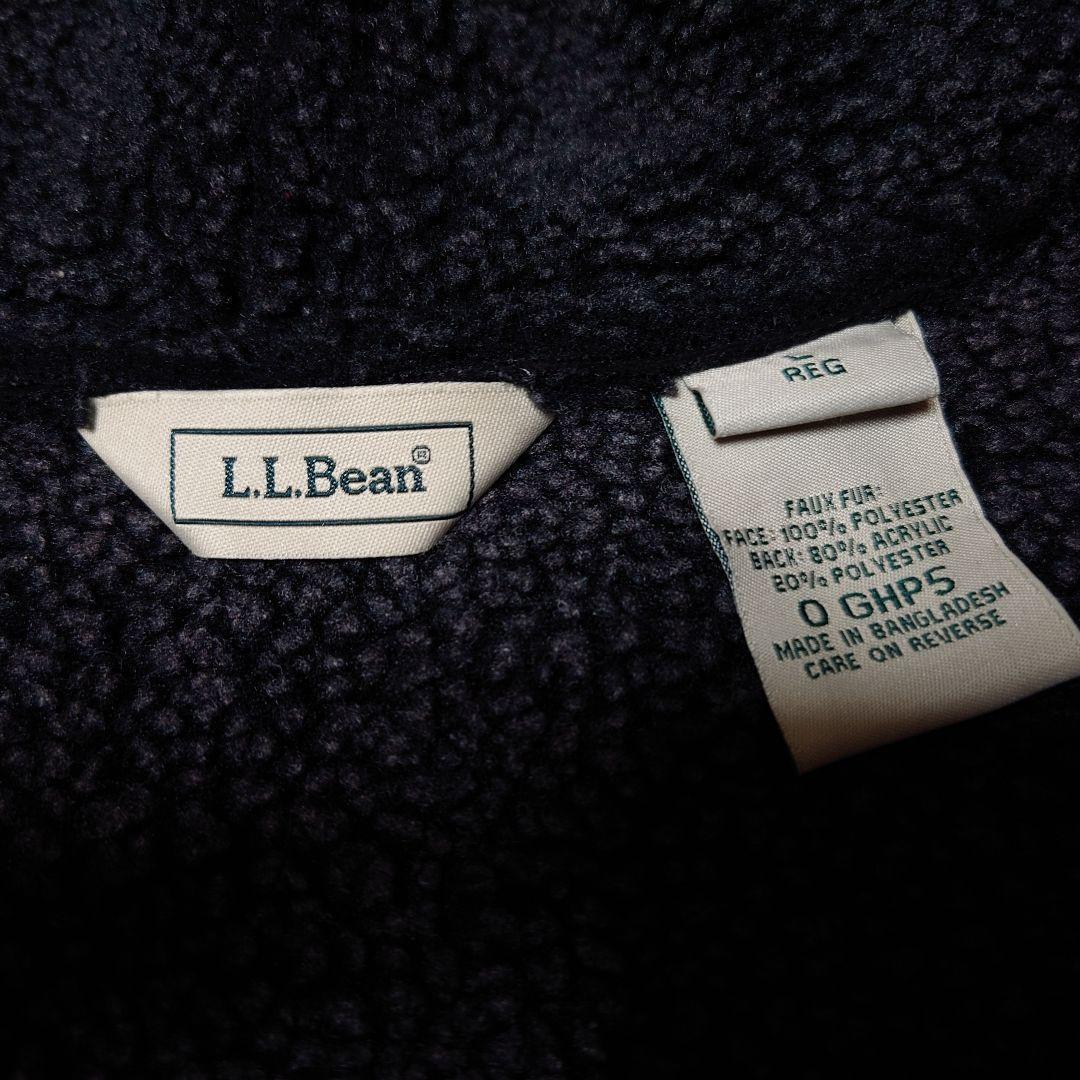 L.L.Bean®
REG
FAUX FUR:
FACE: 100% POLYESTER
BACK: 80% ACRYLIC
20% POLYESTER
0 GHP5
MADE IN BANGLADESH
CARE ON REVERSE